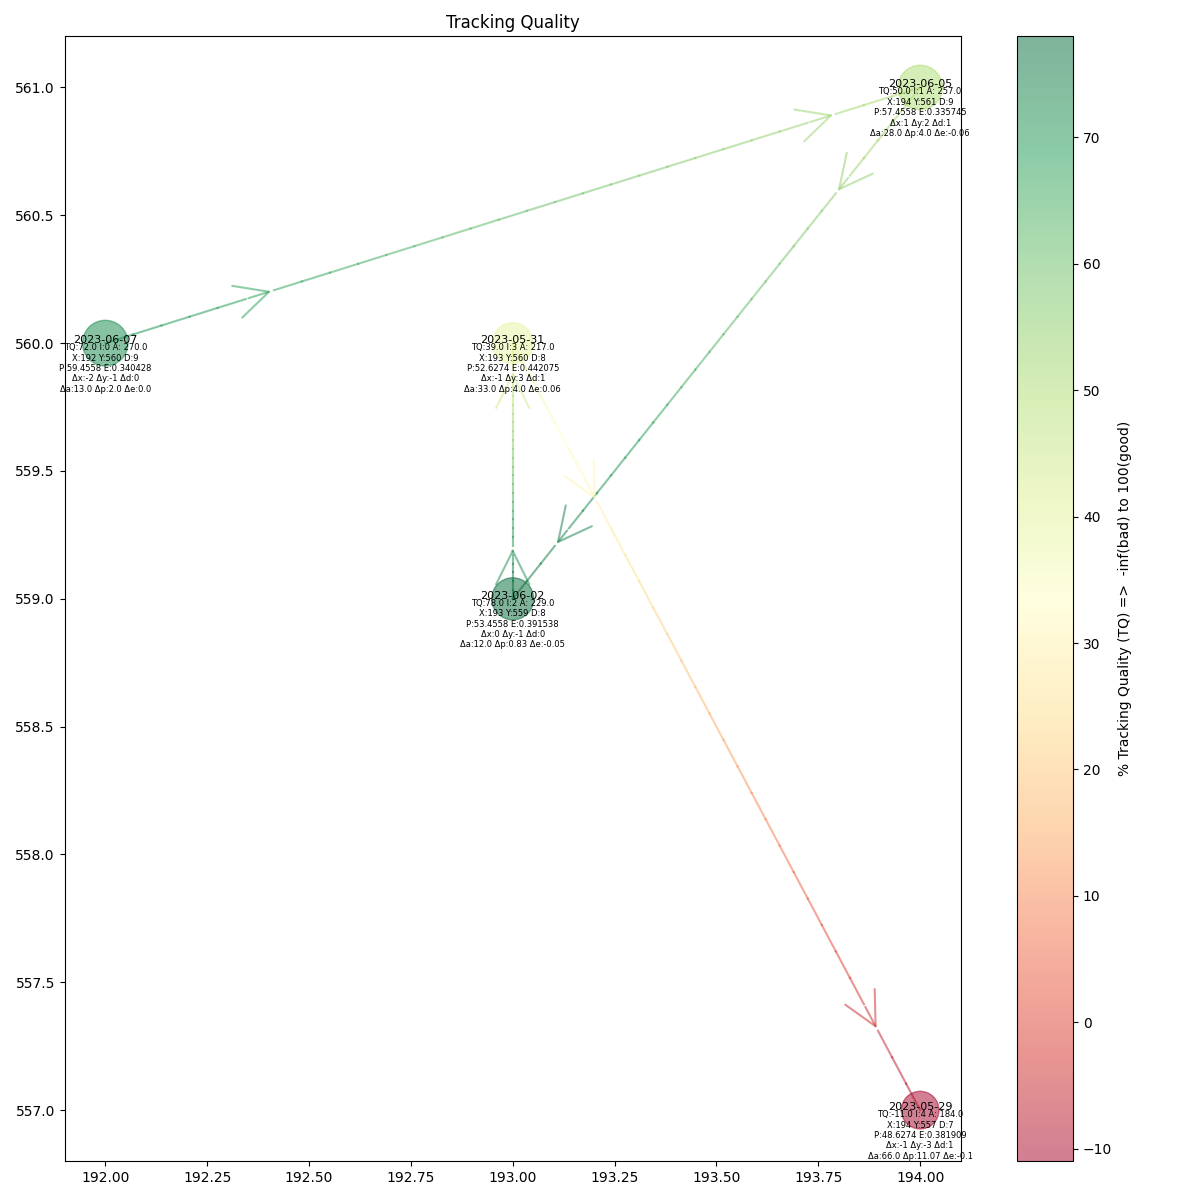 Tracking Quality
561.0
560.5
560.0
559.5
559.0
558.5
558.0
557.5
557.0
2023-06-05
TQ:50.0 I:1 A: 257.0
X:194 Y:561 D:9
P:57.4558 E:0.335745
Δx:1 Δy:2 Δd:1
Δa:28.0 Δp:4.0 Δe:-0.06
2023-06-07
TQ:72.0 I:0 A: 270.0
X:192 Y:560 D:9
P:59.4558 E:0.340428
Δx:-2 Δy:-1 Δd:0
Δa:13.0 Δp:2.0 Δe:0.0
2023-05-31
TQ:39.0 I:3 A: 217.0
X:193 Y:560 D:8
P:52.6274 E:0.442075
Δx:-1 Δy:3 Δd:1
Δa:33.0 Δp:4.0 Δe:0.06
2023-06-02
TQ:78.0 I:2 A: 229.0
X:193 Y:559 D:8
P:53.4558 E:0.391538
Δx:0 Δy:-1 Δd:0
Δa:12.0 Δp:0.83 Δe:-0.05
2023-05-29
TQ:-11.0 I:4 A: 184.0
X:194 Y:557 D:7
P:48.6274 E:0.381909
Δx:-1 Δy:-3 Δd:1
Δa:66.0 Δp:11.07 Δe:-0.1
192.00
192.25
192.50
192.75
193.00
193.25
193.50
193.75
194.00
70
60
50
40
30
20
10
0
−10
% Tracking Quality (TQ) => -inf(bad) to 100(good)